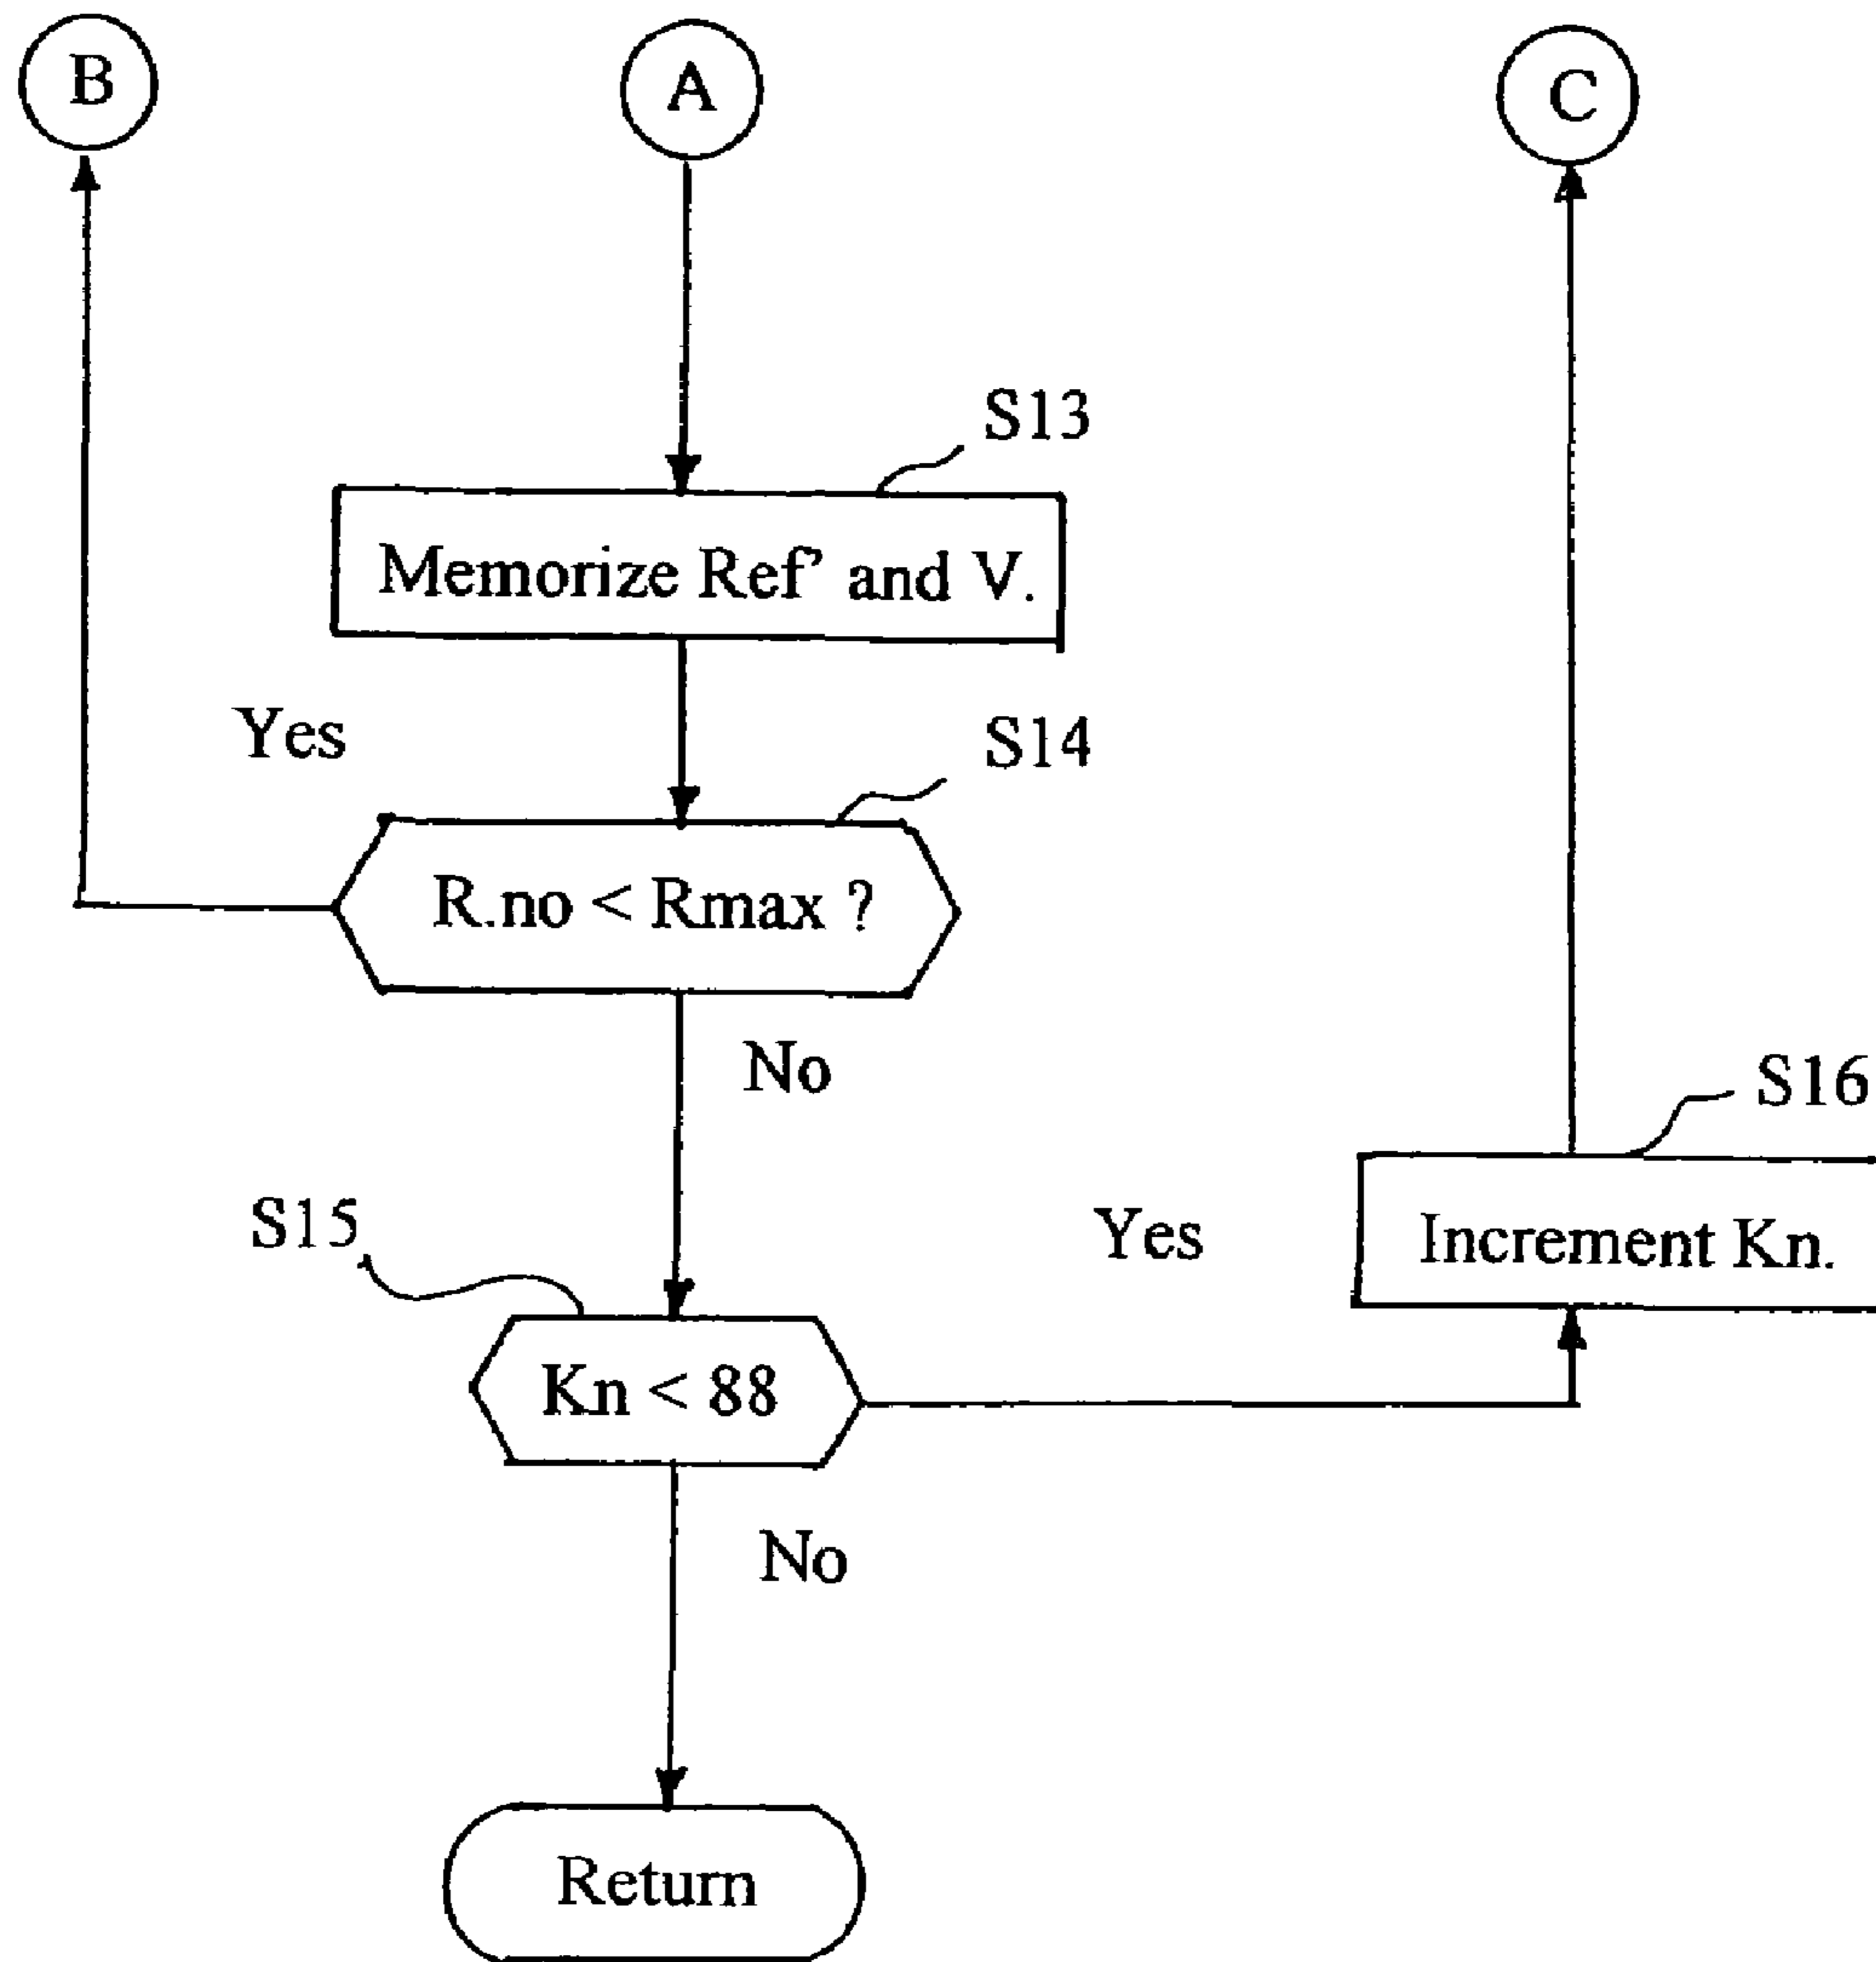 B
A
C
S13
Memorize Ref’ and V.
Yes
S14
R.no < Rmax ?
No
S16
S15
Yes
Increment Kn.
Kn < 88
No
Return